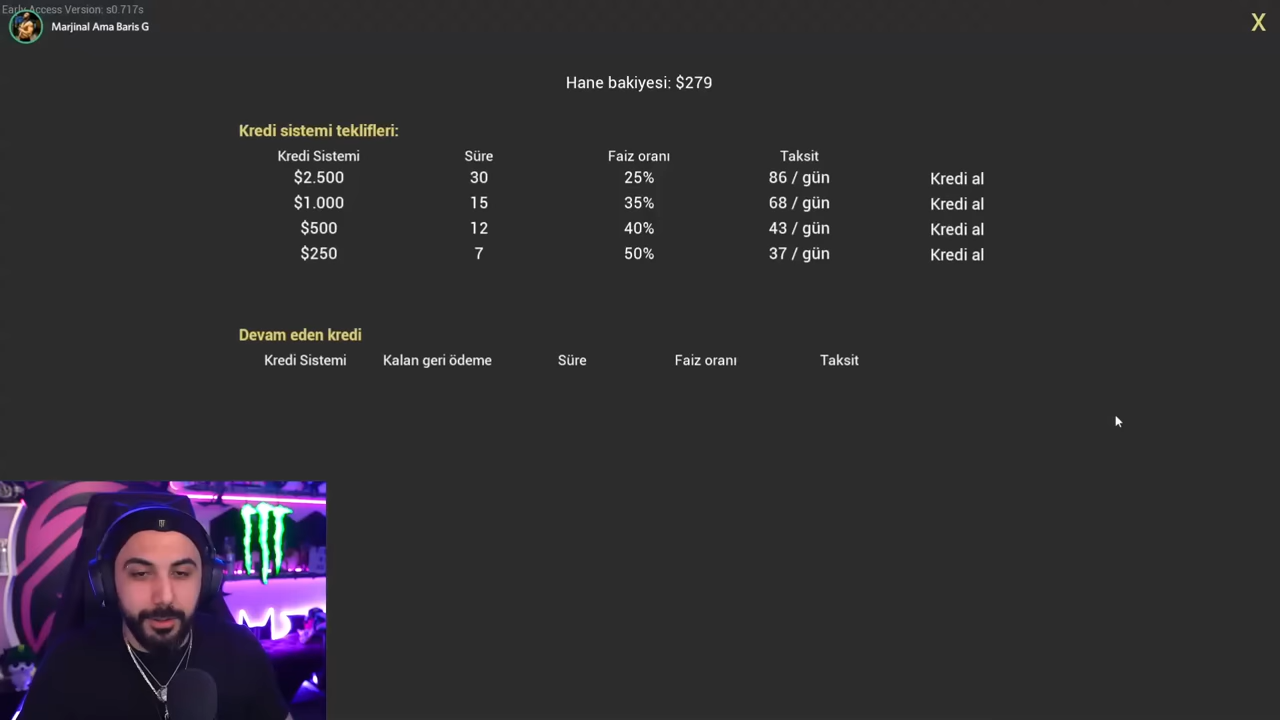 Early Access Version: s0.717s
Marjinal Ama Baris G
X
Hane bakiyesi: $279
Kredi sistemi teklifleri:
Kredi Sistemi Süre Faiz oranı Taksit
$2.500 30 25% 86 / gün Kredi al
$1.000 15 35% 68 / gün Kredi al
$500 12 40% 43 / gün Kredi al
$250 7 50% 37 / gün Kredi al
Devam eden kredi
Kredi Sistemi Kalan geri ödeme Süre Faiz oranı Taksit